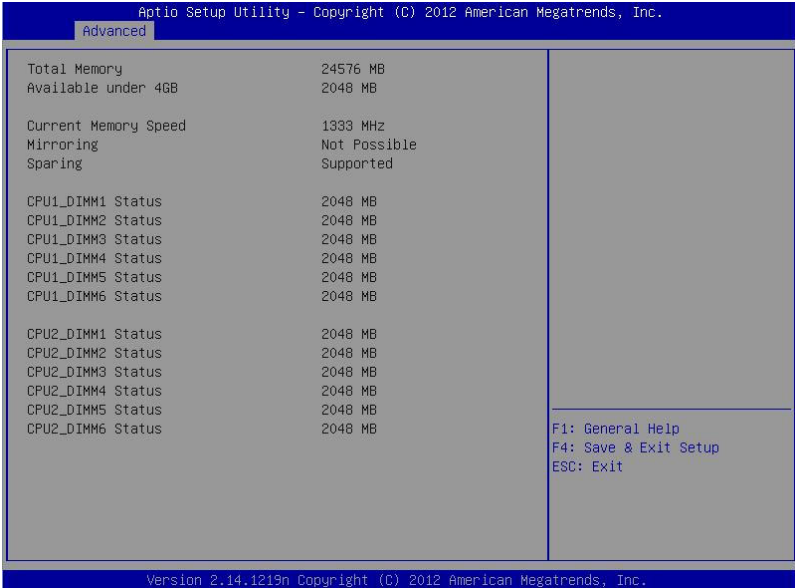 Aptio Setup Utility – Copyright (C) 2012 American Megatrends, Inc.
Advanced
Total Memory 24576 MB
Available under 4GB 2048 MB
Current Memory Speed 1333 MHz
Mirroring Not Possible
Sparing Supported
CPU1_DIMM1 Status 2048 MB
CPU1_DIMM2 Status 2048 MB
CPU1_DIMM3 Status 2048 MB
CPU1_DIMM4 Status 2048 MB
CPU1_DIMM5 Status 2048 MB
CPU1_DIMM6 Status 2048 MB
CPU2_DIMM1 Status 2048 MB
CPU2_DIMM2 Status 2048 MB
CPU2_DIMM3 Status 2048 MB
CPU2_DIMM4 Status 2048 MB
CPU2_DIMM5 Status 2048 MB
CPU2_DIMM6 Status 2048 MB
F1: General Help
F4: Save & Exit Setup
ESC: Exit
Version 2.14.1219n Copyright (C) 2012 American Megatrends, Inc.